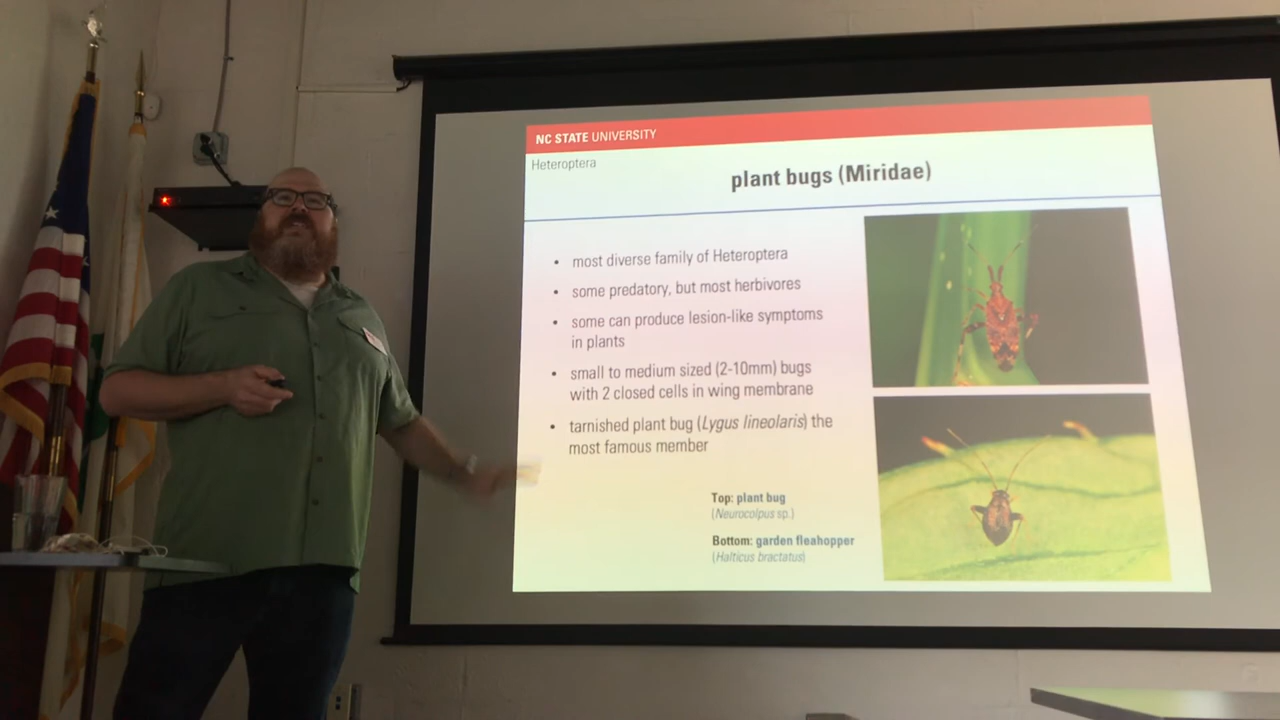 NC STATE UNIVERSITY
Heteroptera
plant bugs (Miridae)
• most diverse family of Heteroptera
• some predatory, but most herbivores
• some can produce lesion-like symptoms
in plants
• small to medium sized (2-10mm) bugs
with 2 closed cells in wing membrane
• tarnished plant bug (Lygus lineolaris) the
most famous member
Top: plant bug
(Neurocolpus sp.)
Bottom: garden fleahopper
(Halticus bractatus)